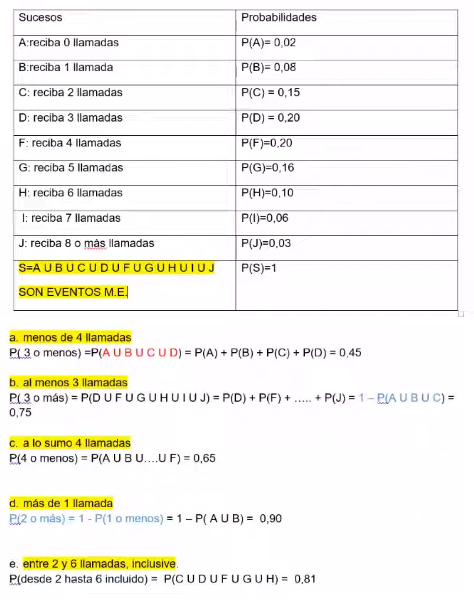 Sucesos Probabilidades
A:reciba 0 llamadas P(A)= 0,02
B:reciba 1 llamada P(B)= 0,08
C: reciba 2 llamadas P(C) = 0,15
D: reciba 3 llamadas P(D) = 0,20
F: reciba 4 llamadas P(F)=0,20
G: reciba 5 llamadas P(G)=0,16
H: reciba 6 llamadas P(H)=0,10
I: reciba 7 llamadas P(I)=0,06
J: reciba 8 o más llamadas P(J)=0,03
S=A U B U C U D U F U G U H U I U J P(S)=1
SON EVENTOS M.E.
a. menos de 4 llamadas
P( 3 o menos) =P(A U B U C U D) = P(A) + P(B) + P(C) + P(D) = 0,45
b. al menos 3 llamadas
P( 3 o más) = P(D U F U G U H U I U J) = P(D) + P(F) + ….. + P(J) = 1 – P(A U B U C) =
0,75
c. a lo sumo 4 llamadas
P(4 o menos) = P(A U B U….U F) = 0,65
d. más de 1 llamada
P(2 o más) = 1 - P(1 o menos) = 1 – P( A U B) = 0,90
e. entre 2 y 6 llamadas, inclusive.
P(desde 2 hasta 6 incluido) = P(C U D U F U G U H) = 0,81